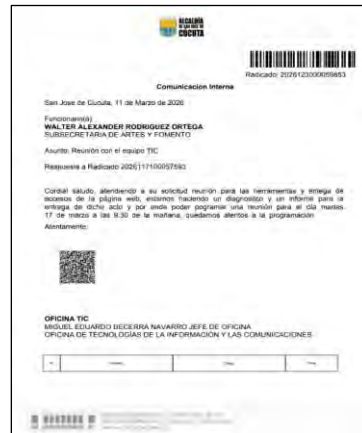 ALCALDÍA
DE SAN JOSÉ DE
CÚCUTA
Radicado: 2026123000059853
Comunicacion Interna
San Jose de Cucuta, 11 de Marzo de 2026
Funcionario(a)
WALTER ALEXANDER RODRIGUEZ ORTEGA
SUBSECRETARIA DE ARTES Y FOMENTO
Asunto: Reunión con el equipo TIC
Respuesta a Radicado 2026117100057593
Cordial saludo, atendiendo a su solicitud reunión para las herramientas y entega de
accesos de la página web, estamos haciendo un diagnóstico y un informe para la
entrega de dicho acto y por ende poder pogramar una reunión para el día martes
17 de marzo a las 9:30 de la mañana, quedamos atentos a la programación
Atentamente:
OFICINA TIC
MIGUEL EDUARDO BECERRA NAVARRO JEFE DE OFICINA
OFICINA DE TECNOLOGÍAS DE LA INFORMACIÓN Y LAS COMUNICACIONES